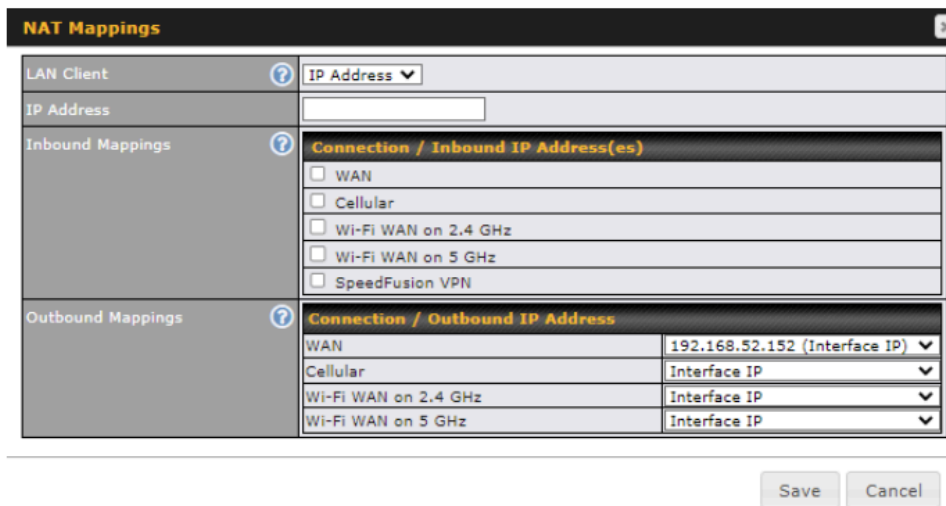 NAT Mappings
LAN Client ? IP Address
IP Address
Inbound Mappings ? Connection / Inbound IP Address(es)
WAN
Cellular
Wi-Fi WAN on 2.4 GHz
Wi-Fi WAN on 5 GHz
SpeedFusion VPN
Outbound Mappings ? Connection / Outbound IP Address
WAN 192.168.52.152 (Interface IP)
Cellular Interface IP
Wi-Fi WAN on 2.4 GHz Interface IP
Wi-Fi WAN on 5 GHz Interface IP
Save Cancel